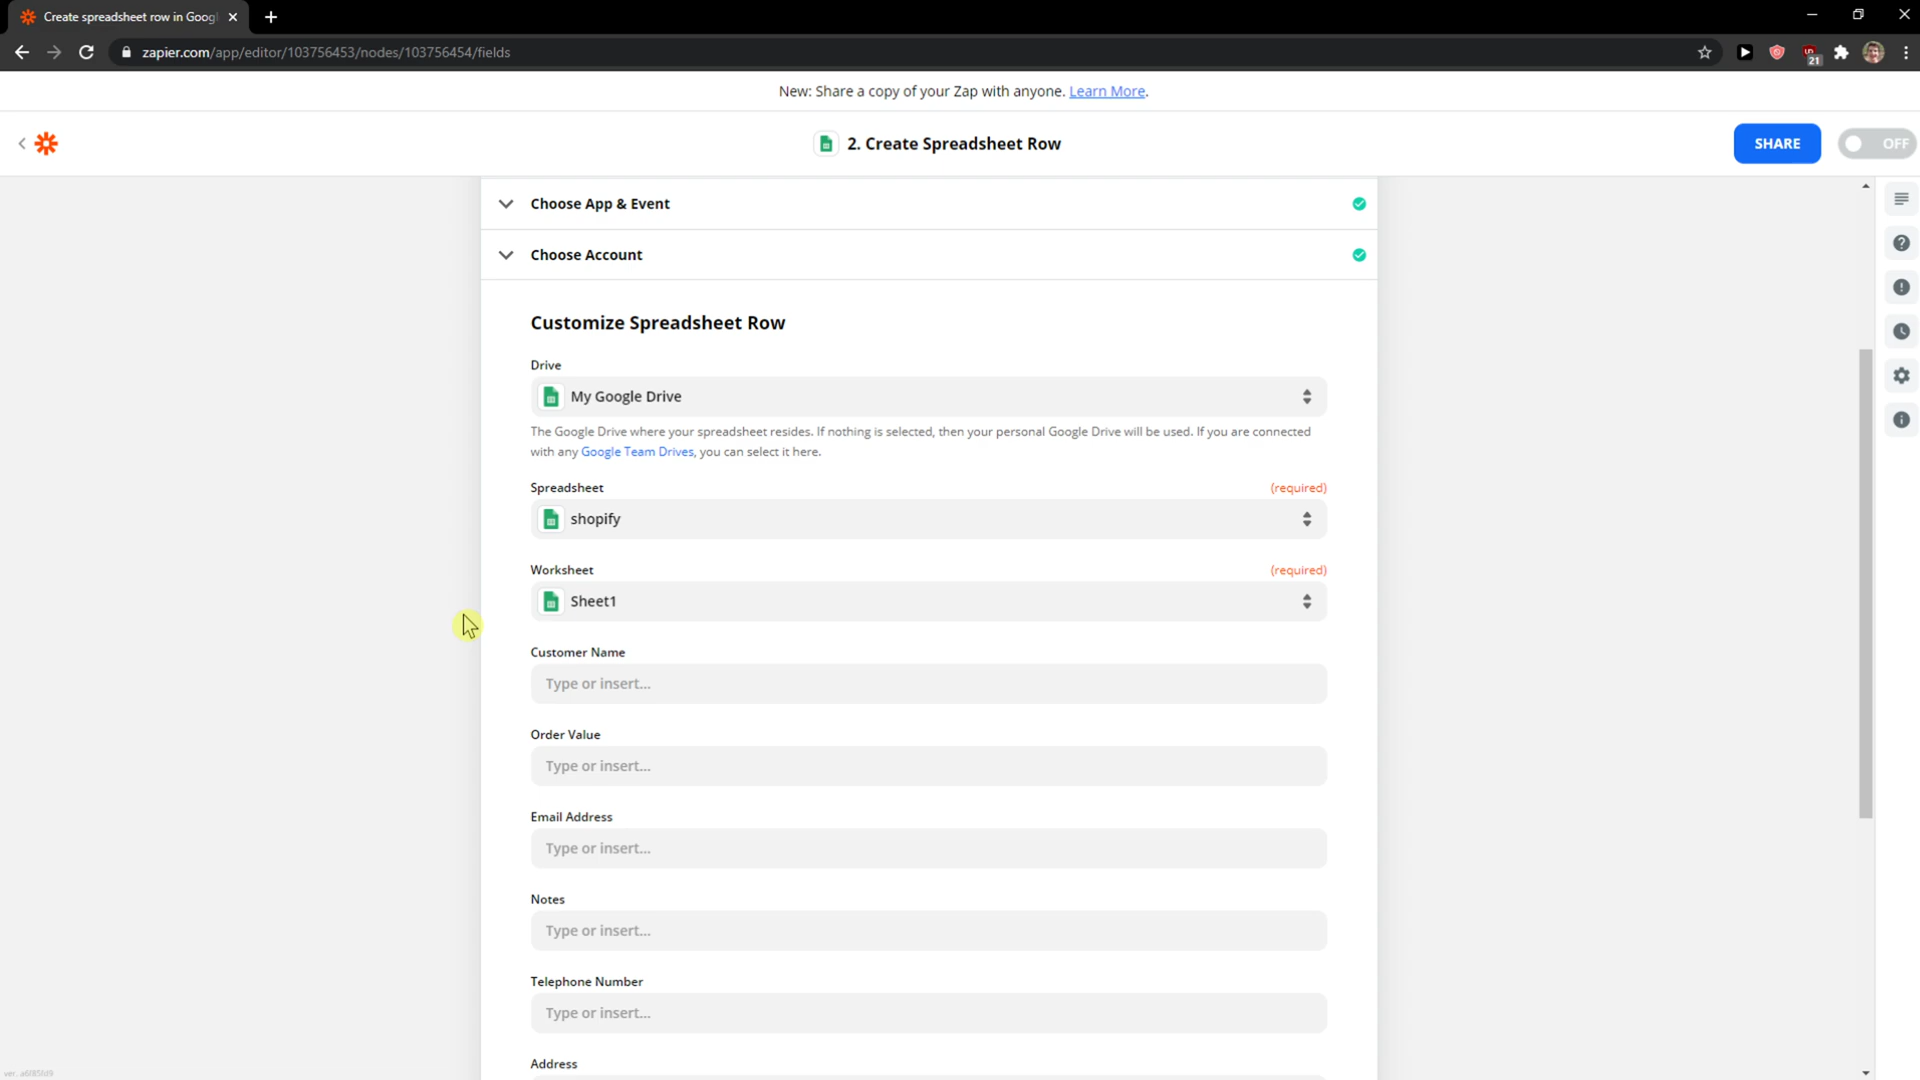 Create spreadsheet row in Googl
zapier.com/app/editor/103756453/nodes/103756454/fields
21
New: Share a copy of your Zap with anyone. Learn More.
2. Create Spreadsheet Row
SHARE
OFF
Choose App & Event
Choose Account
Customize Spreadsheet Row
Drive
My Google Drive
The Google Drive where your spreadsheet resides. If nothing is selected, then your personal Google Drive will be used. If you are connected
with any Google Team Drives, you can select it here.
Spreadsheet (required)
shopify
Worksheet (required)
Sheet1
Customer Name
Type or insert...
Order Value
Type or insert...
Email Address
Type or insert...
Notes
Type or insert...
Telephone Number
Type or insert...
Address